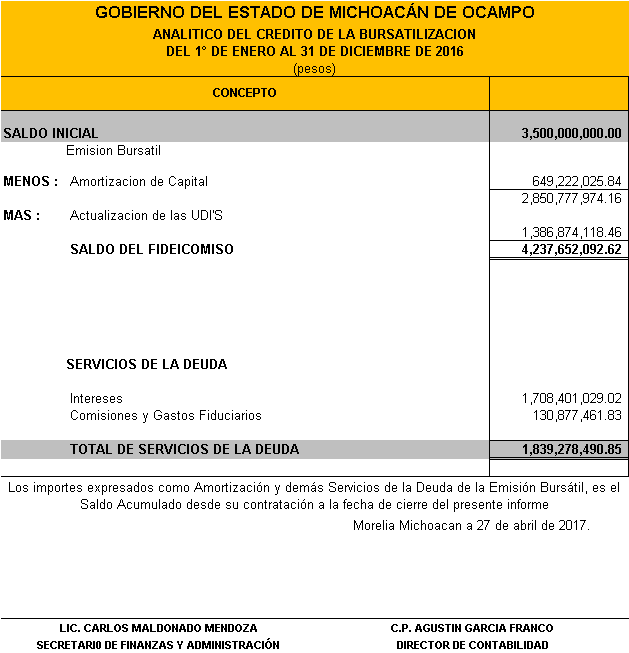 GOBIERNO DEL ESTADO DE MICHOACÁN DE OCAMPO
ANALITICO DEL CREDITO DE LA BURSATILIZACION
DEL 1° DE ENERO AL 31 DE DICIEMBRE DE 2016
(pesos)
CONCEPTO
SALDO INICIAL 3,500,000,000.00
Emision Bursatil
MENOS : Amortizacion de Capital 649,222,025.84
2,850,777,974.16
MAS : Actualizacion de las UDI'S
1,386,874,118.46
SALDO DEL FIDEICOMISO 4,237,652,092.62
SERVICIOS DE LA DEUDA
Intereses 1,708,401,029.02
Comisiones y Gastos Fiduciarios 130,877,461.83
TOTAL DE SERVICIOS DE LA DEUDA 1,839,278,490.85
Los importes expresados como Amortización y demás Servicios de la Deuda de la Emisión Bursátil, es el
Saldo Acumulado desde su contratación a la fecha de cierre del presente informe
Morelia Michoacan a 27 de abril de 2017.
LIC. CARLOS MALDONADO MENDOZA C.P. AGUSTIN GARCIA FRANCO
SECRETARI0 DE FINANZAS Y ADMINISTRACIÓN DIRECTOR DE CONTABILIDAD